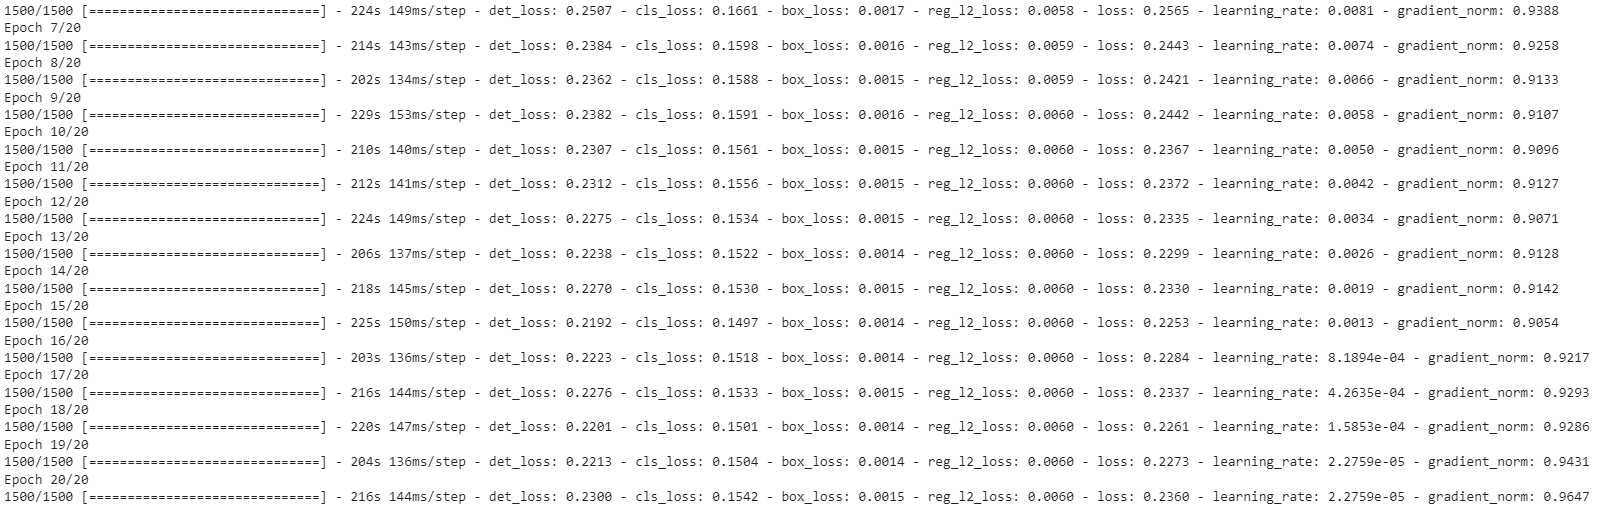 1500/1500 [==============================] - 224s 149ms/step - det_loss: 0.2507 - cls_loss: 0.1661 - box_loss: 0.0017 - reg_l2_loss: 0.0058 - loss: 0.2565 - learning_rate: 0.0081 - gradient_norm: 0.9388
Epoch 7/20
1500/1500 [==============================] - 214s 143ms/step - det_loss: 0.2384 - cls_loss: 0.1598 - box_loss: 0.0016 - reg_l2_loss: 0.0059 - loss: 0.2443 - learning_rate: 0.0074 - gradient_norm: 0.9258
Epoch 8/20
1500/1500 [==============================] - 202s 134ms/step - det_loss: 0.2362 - cls_loss: 0.1588 - box_loss: 0.0015 - reg_l2_loss: 0.0059 - loss: 0.2421 - learning_rate: 0.0066 - gradient_norm: 0.9133
Epoch 9/20
1500/1500 [==============================] - 229s 153ms/step - det_loss: 0.2382 - cls_loss: 0.1591 - box_loss: 0.0016 - reg_l2_loss: 0.0060 - loss: 0.2442 - learning_rate: 0.0058 - gradient_norm: 0.9107
Epoch 10/20
1500/1500 [==============================] - 210s 140ms/step - det_loss: 0.2307 - cls_loss: 0.1561 - box_loss: 0.0015 - reg_l2_loss: 0.0060 - loss: 0.2367 - learning_rate: 0.0050 - gradient_norm: 0.9096
Epoch 11/20
1500/1500 [==============================] - 212s 141ms/step - det_loss: 0.2312 - cls_loss: 0.1556 - box_loss: 0.0015 - reg_l2_loss: 0.0060 - loss: 0.2372 - learning_rate: 0.0042 - gradient_norm: 0.9127
Epoch 12/20
1500/1500 [==============================] - 224s 149ms/step - det_loss: 0.2275 - cls_loss: 0.1534 - box_loss: 0.0015 - reg_l2_loss: 0.0060 - loss: 0.2335 - learning_rate: 0.0034 - gradient_norm: 0.9071
Epoch 13/20
1500/1500 [==============================] - 206s 137ms/step - det_loss: 0.2238 - cls_loss: 0.1522 - box_loss: 0.0014 - reg_l2_loss: 0.0060 - loss: 0.2299 - learning_rate: 0.0026 - gradient_norm: 0.9128
Epoch 14/20
1500/1500 [==============================] - 218s 145ms/step - det_loss: 0.2270 - cls_loss: 0.1530 - box_loss: 0.0015 - reg_l2_loss: 0.0060 - loss: 0.2330 - learning_rate: 0.0019 - gradient_norm: 0.9142
Epoch 15/20
1500/1500 [==============================] - 225s 150ms/step - det_loss: 0.2192 - cls_loss: 0.1497 - box_loss: 0.0014 - reg_l2_loss: 0.0060 - loss: 0.2253 - learning_rate: 0.0013 - gradient_norm: 0.9054
Epoch 16/20
1500/1500 [==============================] - 203s 136ms/step - det_loss: 0.2223 - cls_loss: 0.1518 - box_loss: 0.0014 - reg_l2_loss: 0.0060 - loss: 0.2284 - learning_rate: 8.1894e-04 - gradient_norm: 0.9217
Epoch 17/20
1500/1500 [==============================] - 216s 144ms/step - det_loss: 0.2276 - cls_loss: 0.1533 - box_loss: 0.0015 - reg_l2_loss: 0.0060 - loss: 0.2337 - learning_rate: 4.2635e-04 - gradient_norm: 0.9293
Epoch 18/20
1500/1500 [==============================] - 220s 147ms/step - det_loss: 0.2201 - cls_loss: 0.1501 - box_loss: 0.0014 - reg_l2_loss: 0.0060 - loss: 0.2261 - learning_rate: 1.5853e-04 - gradient_norm: 0.9286
Epoch 19/20
1500/1500 [==============================] - 204s 136ms/step - det_loss: 0.2213 - cls_loss: 0.1504 - box_loss: 0.0014 - reg_l2_loss: 0.0060 - loss: 0.2273 - learning_rate: 2.2759e-05 - gradient_norm: 0.9431
Epoch 20/20
1500/1500 [==============================] - 216s 144ms/step - det_loss: 0.2300 - cls_loss: 0.1542 - box_loss: 0.0015 - reg_l2_loss: 0.0060 - loss: 0.2360 - learning_rate: 2.2759e-05 - gradient_norm: 0.9647